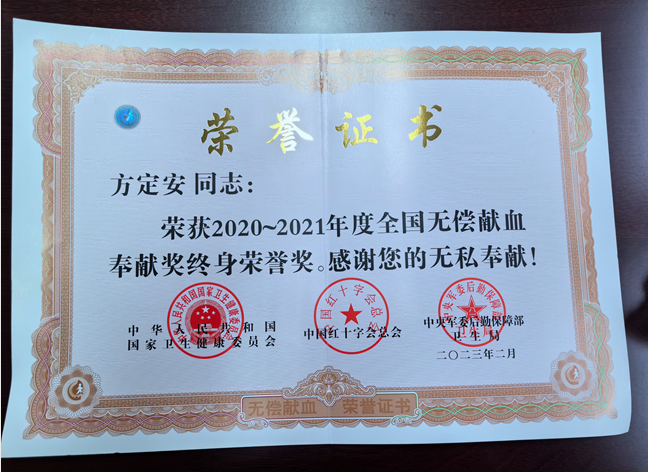 荣誉证书
方定安 同志：
荣获2020~2021年度全国无偿献血
奉献奖终身荣誉奖。感谢您的无私奉献！
中华人民共和国
国家卫生健康委员会
中国红十字会总会
中央军委后勤保障部
卫生局
二〇二三年二月
无偿献血 荣誉证书